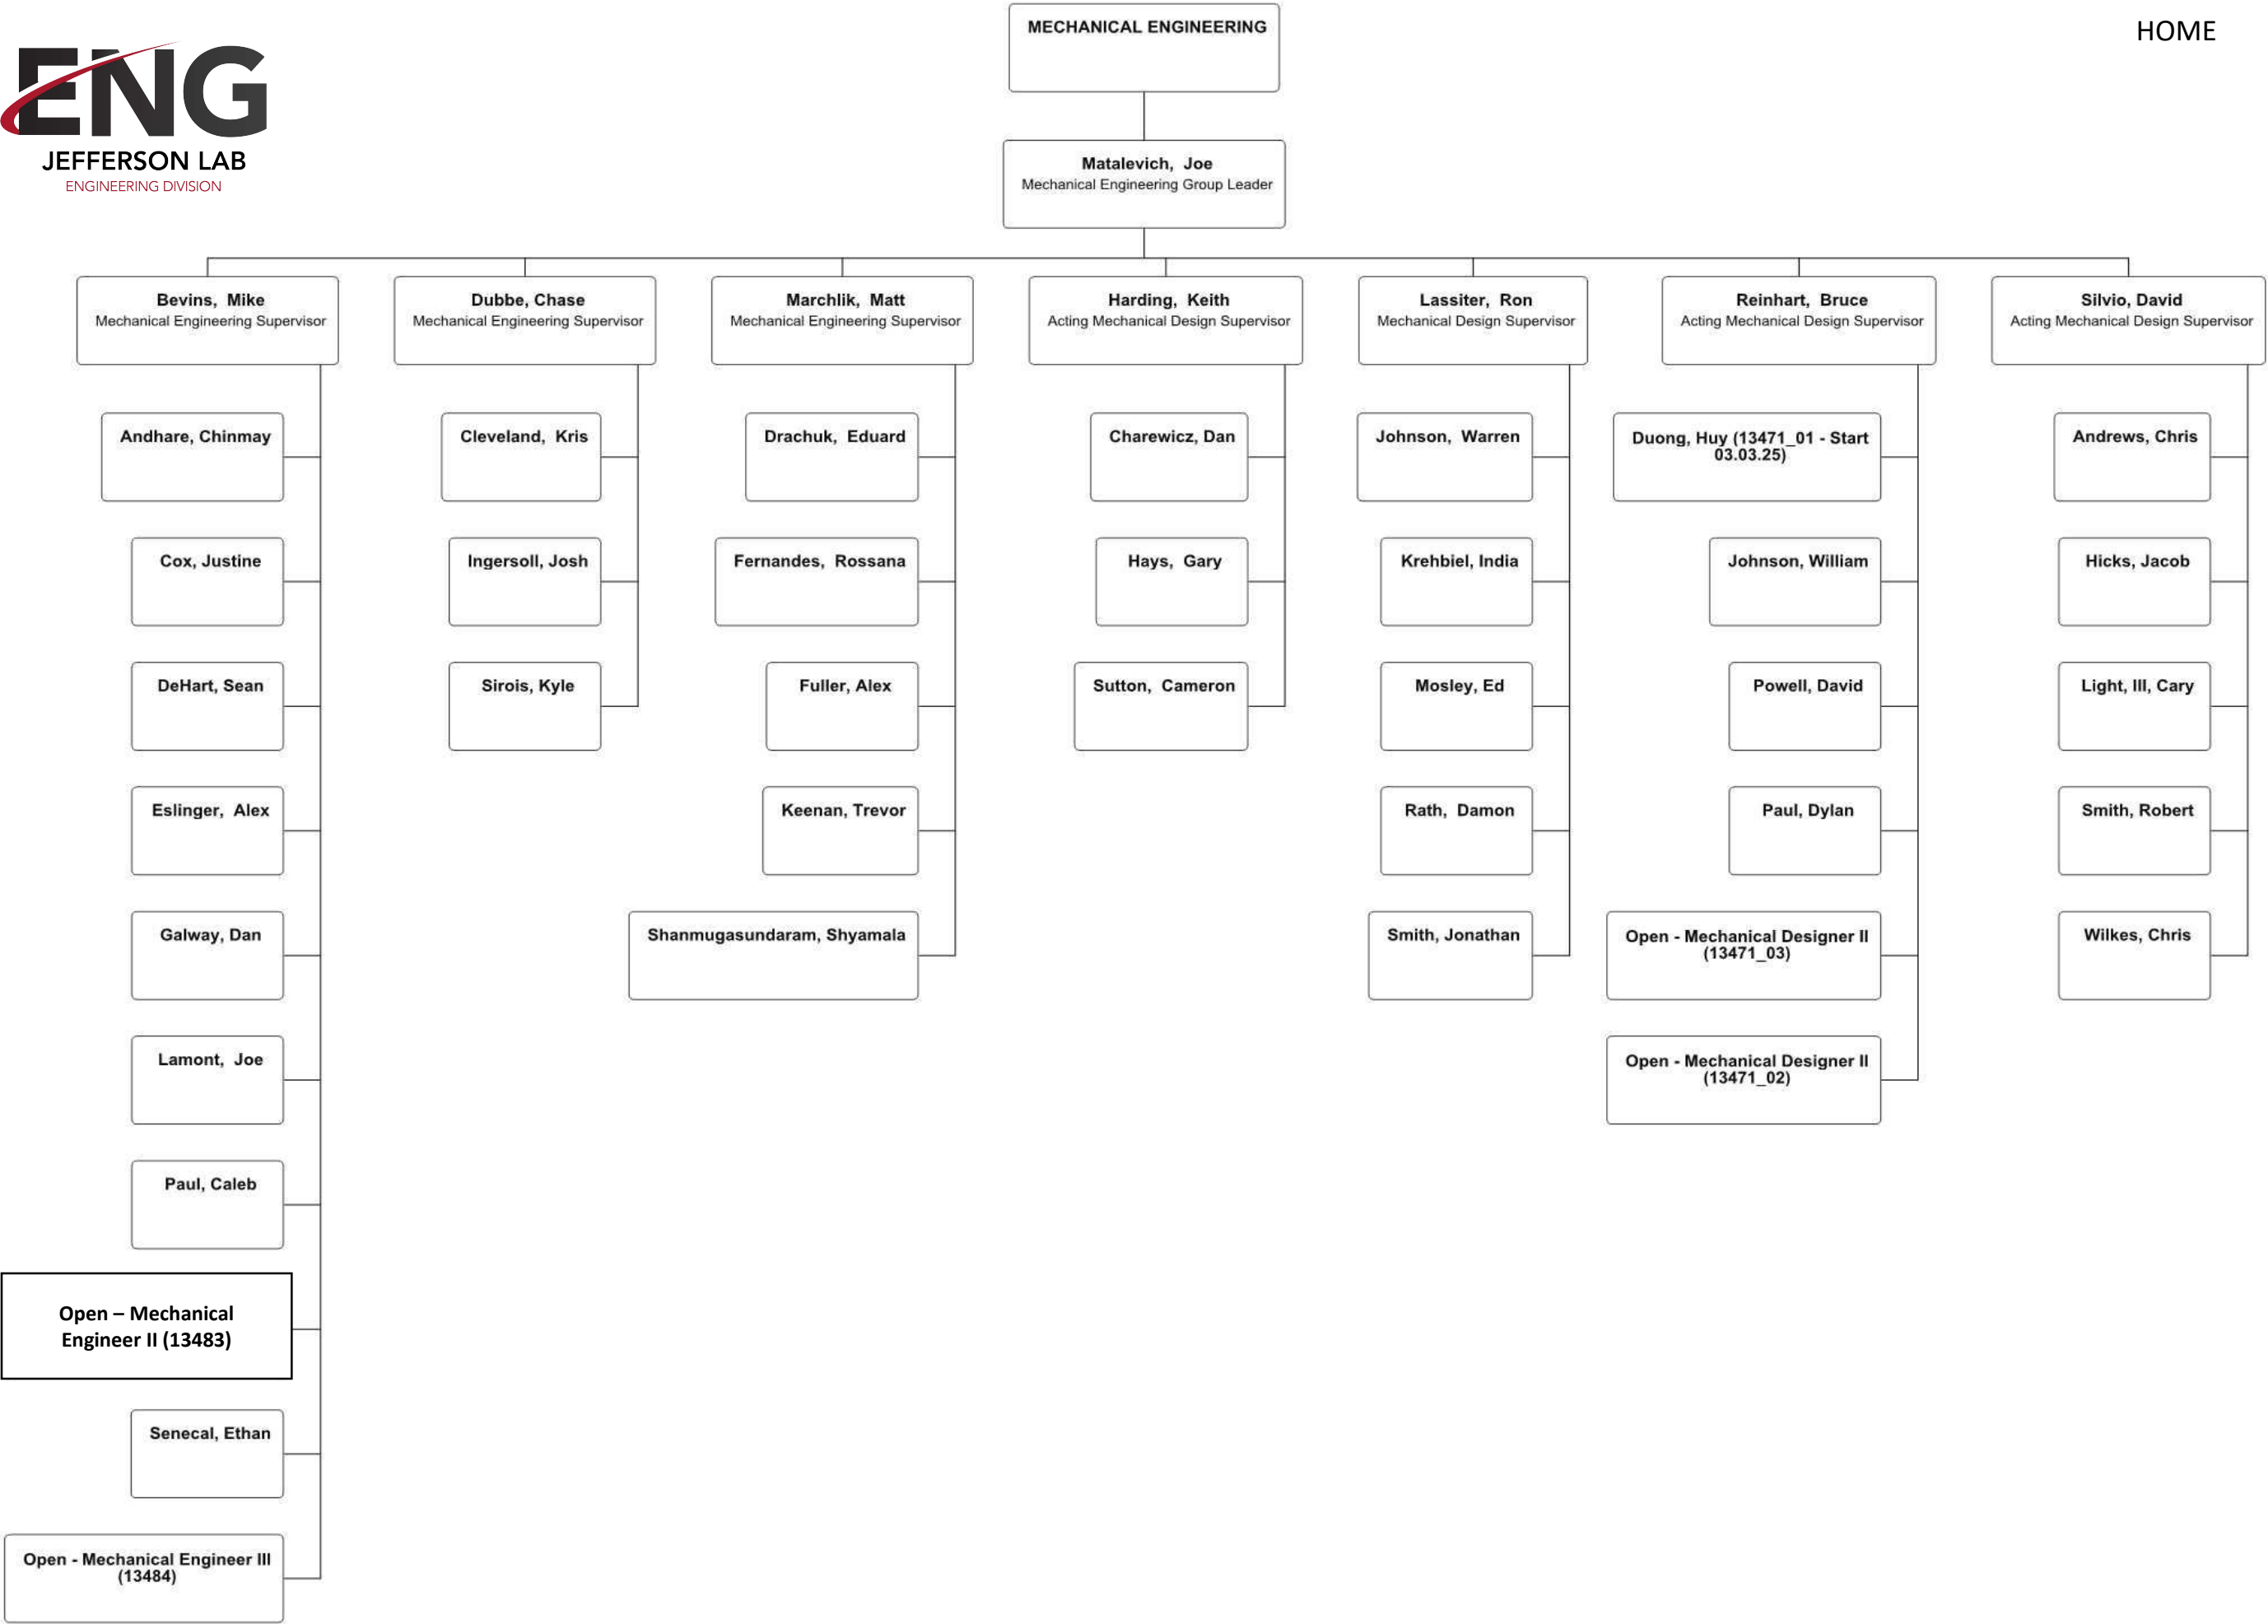 HOME
ENG
JEFFERSON LAB
ENGINEERING DIVISION
MECHANICAL ENGINEERING
Matalevich, Joe
Mechanical Engineering Group Leader
Bevins, Mike
Mechanical Engineering Supervisor
Andhare, Chinmay
Cox, Justine
DeHart, Sean
Eslinger, Alex
Galway, Dan
Lamont, Joe
Paul, Caleb
Open – Mechanical
Engineer II (13483)
Senecal, Ethan
Open - Mechanical Engineer III
(13484)
Dubbe, Chase
Mechanical Engineering Supervisor
Cleveland, Kris
Ingersoll, Josh
Sirois, Kyle
Marchlik, Matt
Mechanical Engineering Supervisor
Drachuk, Eduard
Fernandes, Rossana
Fuller, Alex
Keenan, Trevor
Shanmugasundaram, Shyamala
Harding, Keith
Acting Mechanical Design Supervisor
Charewicz, Dan
Hays, Gary
Sutton, Cameron
Lassiter, Ron
Mechanical Design Supervisor
Johnson, Warren
Krehbiel, India
Mosley, Ed
Rath, Damon
Smith, Jonathan
Reinhart, Bruce
Acting Mechanical Design Supervisor
Duong, Huy (13471_01 - Start
03.03.25)
Johnson, William
Powell, David
Paul, Dylan
Open - Mechanical Designer II
(13471_03)
Open - Mechanical Designer II
(13471_02)
Silvio, David
Acting Mechanical Design Supervisor
Andrews, Chris
Hicks, Jacob
Light, III, Cary
Smith, Robert
Wilkes, Chris